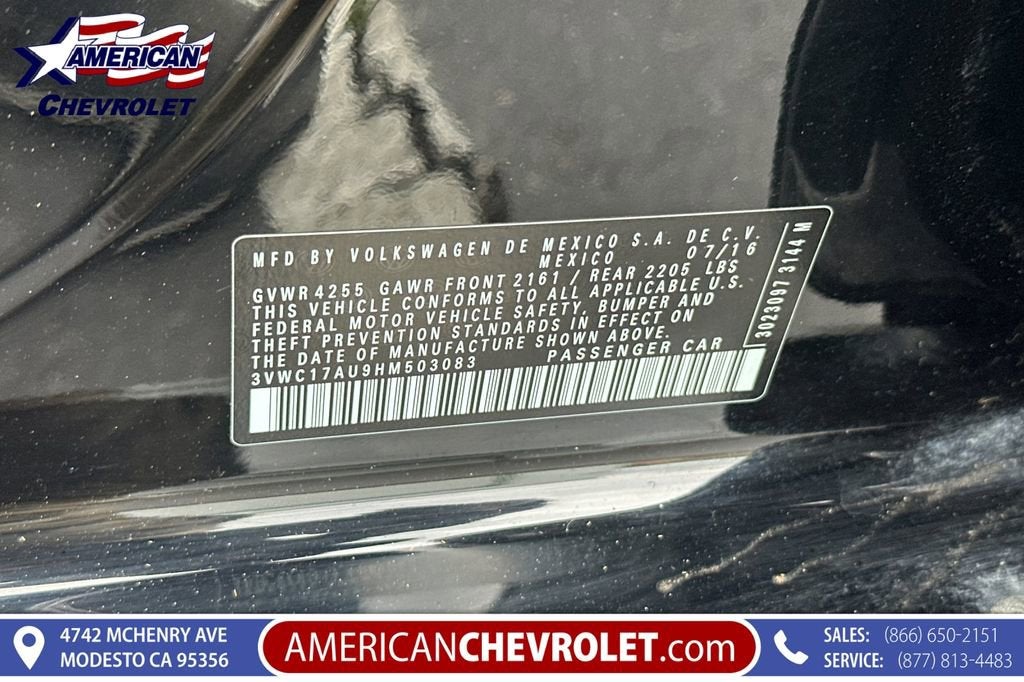 AMERICAN
CHEVROLET
MFD BY VOLKSWAGEN DE MEXICO S.A. DE C.V.
MEXICO 07/16
GVWR 4255 GAWR FRONT 2161 / REAR 2205 LBS
THIS VEHICLE CONFORMS TO ALL APPLICABLE U.S.
FEDERAL MOTOR VEHICLE SAFETY, BUMPER AND
THEFT PREVENTION STANDARDS IN EFFECT ON
THE DATE OF MANUFACTURE SHOWN ABOVE.
3VWC17AU9HM503083 PASSENGER CAR
3023097 3144 M
4742 MCHENRY AVE
MODESTO CA 95356
AMERICANCHEVROLET.com
SALES: (866) 650-2151
SERVICE: (877) 813-4483